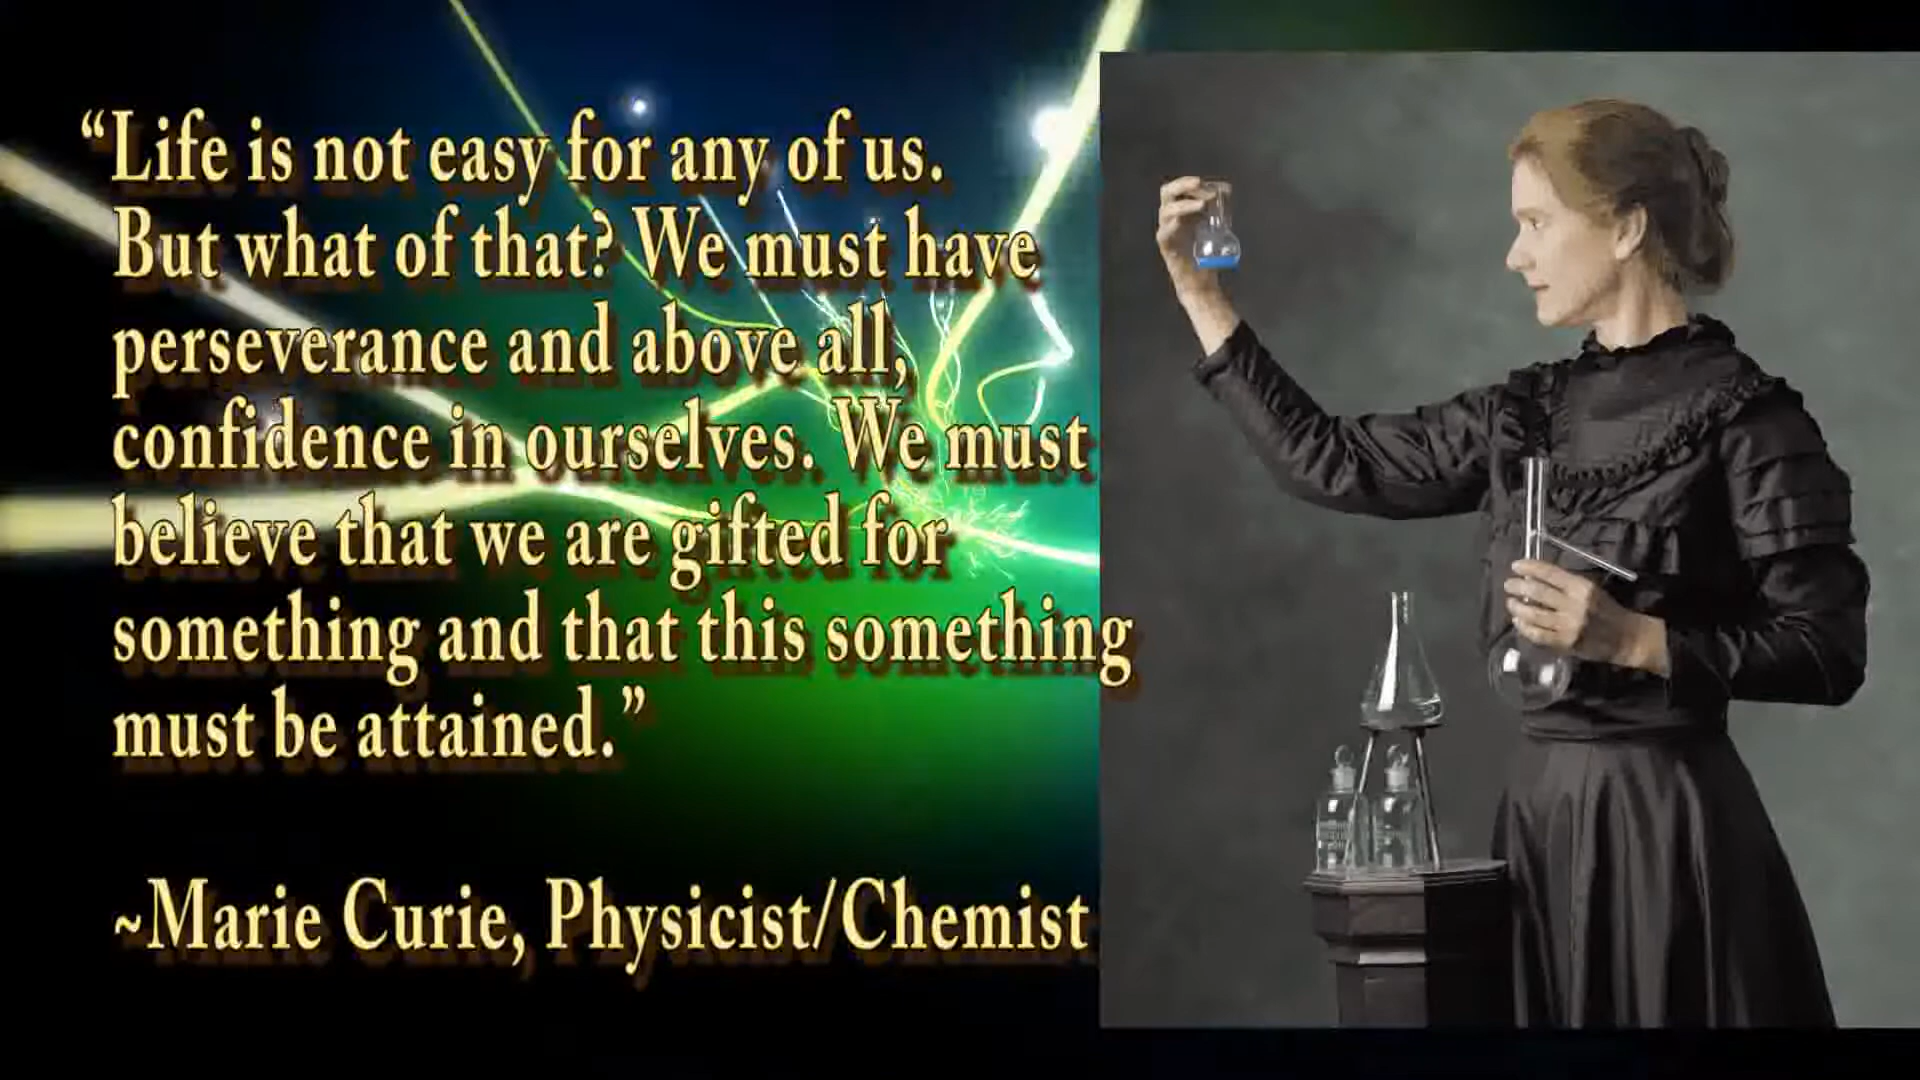 “Life is not easy for any of us.
But what of that? We must have
perseverance and above all,
confidence in ourselves. We must
believe that we are gifted for
something and that this something
must be attained.”
~Marie Curie, Physicist/Chemist